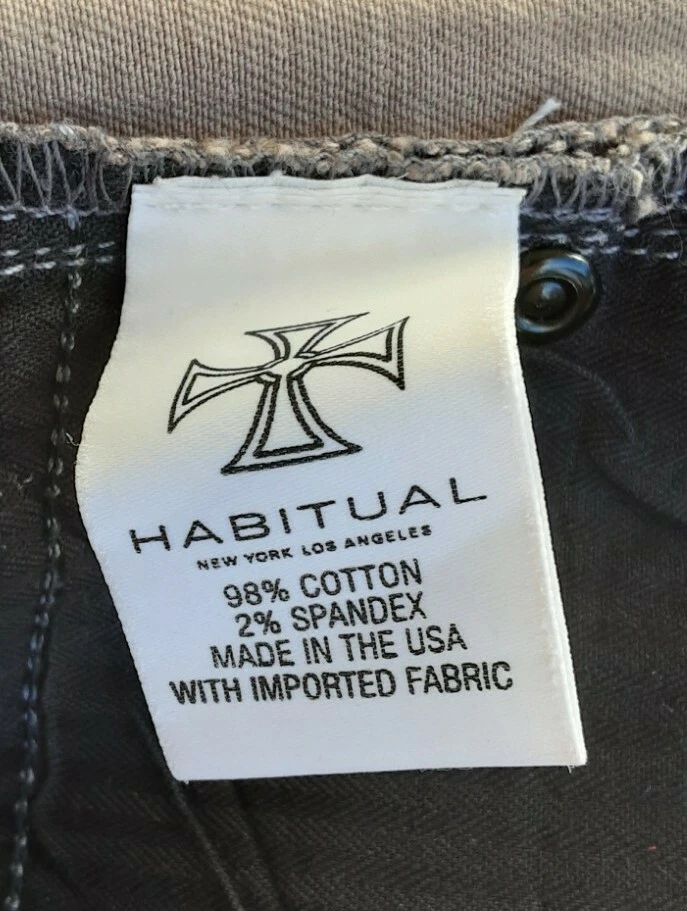 HABITUAL
NEW YORK LOS ANGELES
98% COTTON
2% SPANDEX
MADE IN THE USA
WITH IMPORTED FABRIC